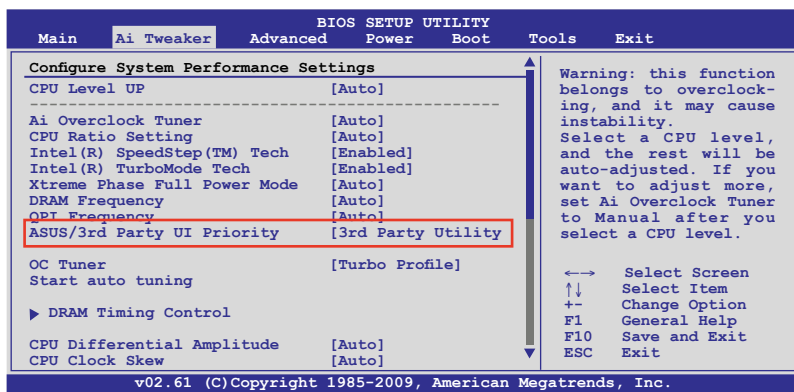 BIOS SETUP UTILITY
Main Ai Tweaker Advanced Power Boot Tools Exit
Configure System Performance Settings
CPU Level UP [Auto]
Ai Overclock Tuner [Auto]
CPU Ratio Setting [Auto]
Intel(R) SpeedStep(TM) Tech [Enabled]
Intel(R) TurboMode Tech [Enabled]
Xtreme Phase Full Power Mode [Auto]
DRAM Frequency [Auto]
QPI Frequency [Auto]
ASUS/3rd Party UI Priority [3rd Party Utility
OC Tuner [Turbo Profile]
Start auto tuning
DRAM Timing Control
CPU Differential Amplitude [Auto]
CPU Clock Skew [Auto]
Warning: this function
belongs to overclock-
ing, and it may cause
instability.
Select a CPU level,
and the rest will be
auto-adjusted. If you
want to adjust more,
set Ai Overclock Tuner
to Manual after you
select a CPU level.
←→ Select Screen
↑↓ Select Item
+- Change Option
F1 General Help
F10 Save and Exit
ESC Exit
v02.61 (C)Copyright 1985-2009, American Megatrends, Inc.